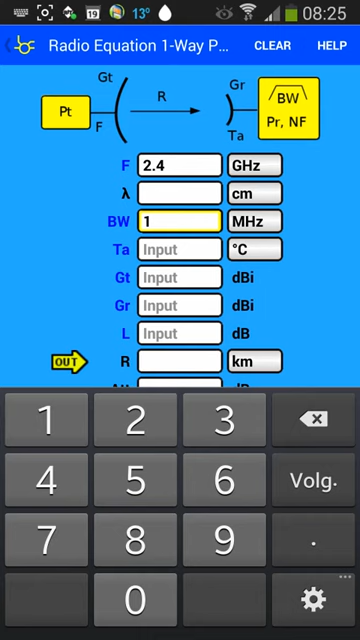 19 13° 08:25
Radio Equation 1-Way P... CLEAR HELP
Gt
R
Gr
Pt
F
BW
Pr, NF
Ta
F 2.4 GHz
λ cm
BW 1 MHz
Ta Input °C
Gt Input dBi
Gr Input dBi
L Input dB
OUT R km
1 2 3
4 5 6 Volg.
7 8 9 .
0